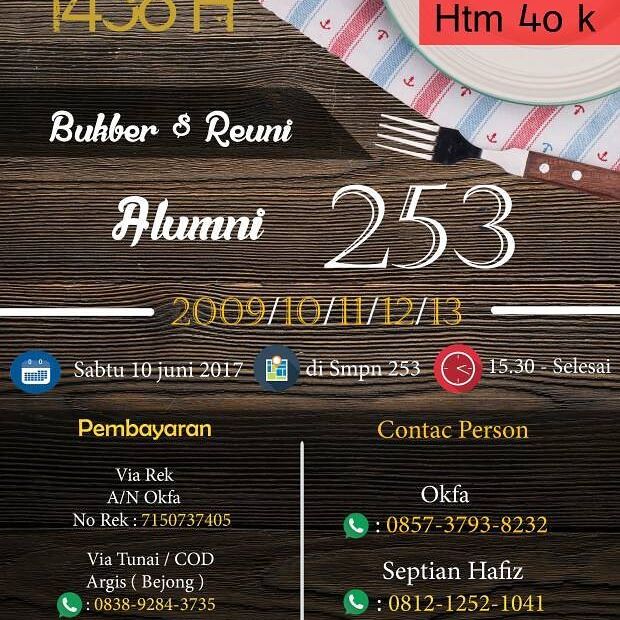 1438 H
Htm 40 k
Bukber & Reuni
Alumni 253
2009/10/11/12/13
Sabtu 10 juni 2017 di Smpn 253 15.30 - Selesai
Pembayaran
Via Rek
A/N Okfa
No Rek : 7150737405
Via Tunai / COD
Argis ( Bejong )
: 0838-9284-3735
Contac Person
Okfa
: 0857-3793-8232
Septian Hafiz
: 0812-1252-1041